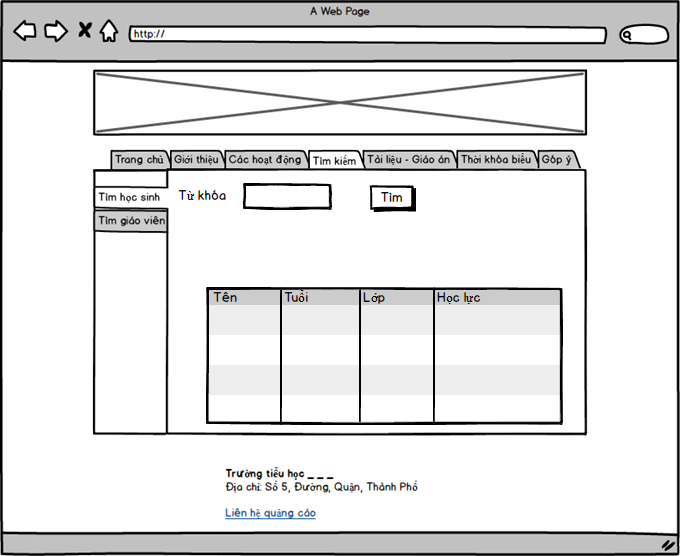 A Web Page
http://
Trang chủ Giới thiệu Các hoạt động Tìm kiếm Tài liệu - Giáo án Thời khóa biểu Góp ý
Tìm học sinh
Từ khóa Tìm
Tìm giáo viên
Tên Tuổi Lớp Học lực
Trường tiểu học _ _ _
Địa chỉ: Số 5, Đường, Quận, Thành Phố
Liên hệ quảng cáo